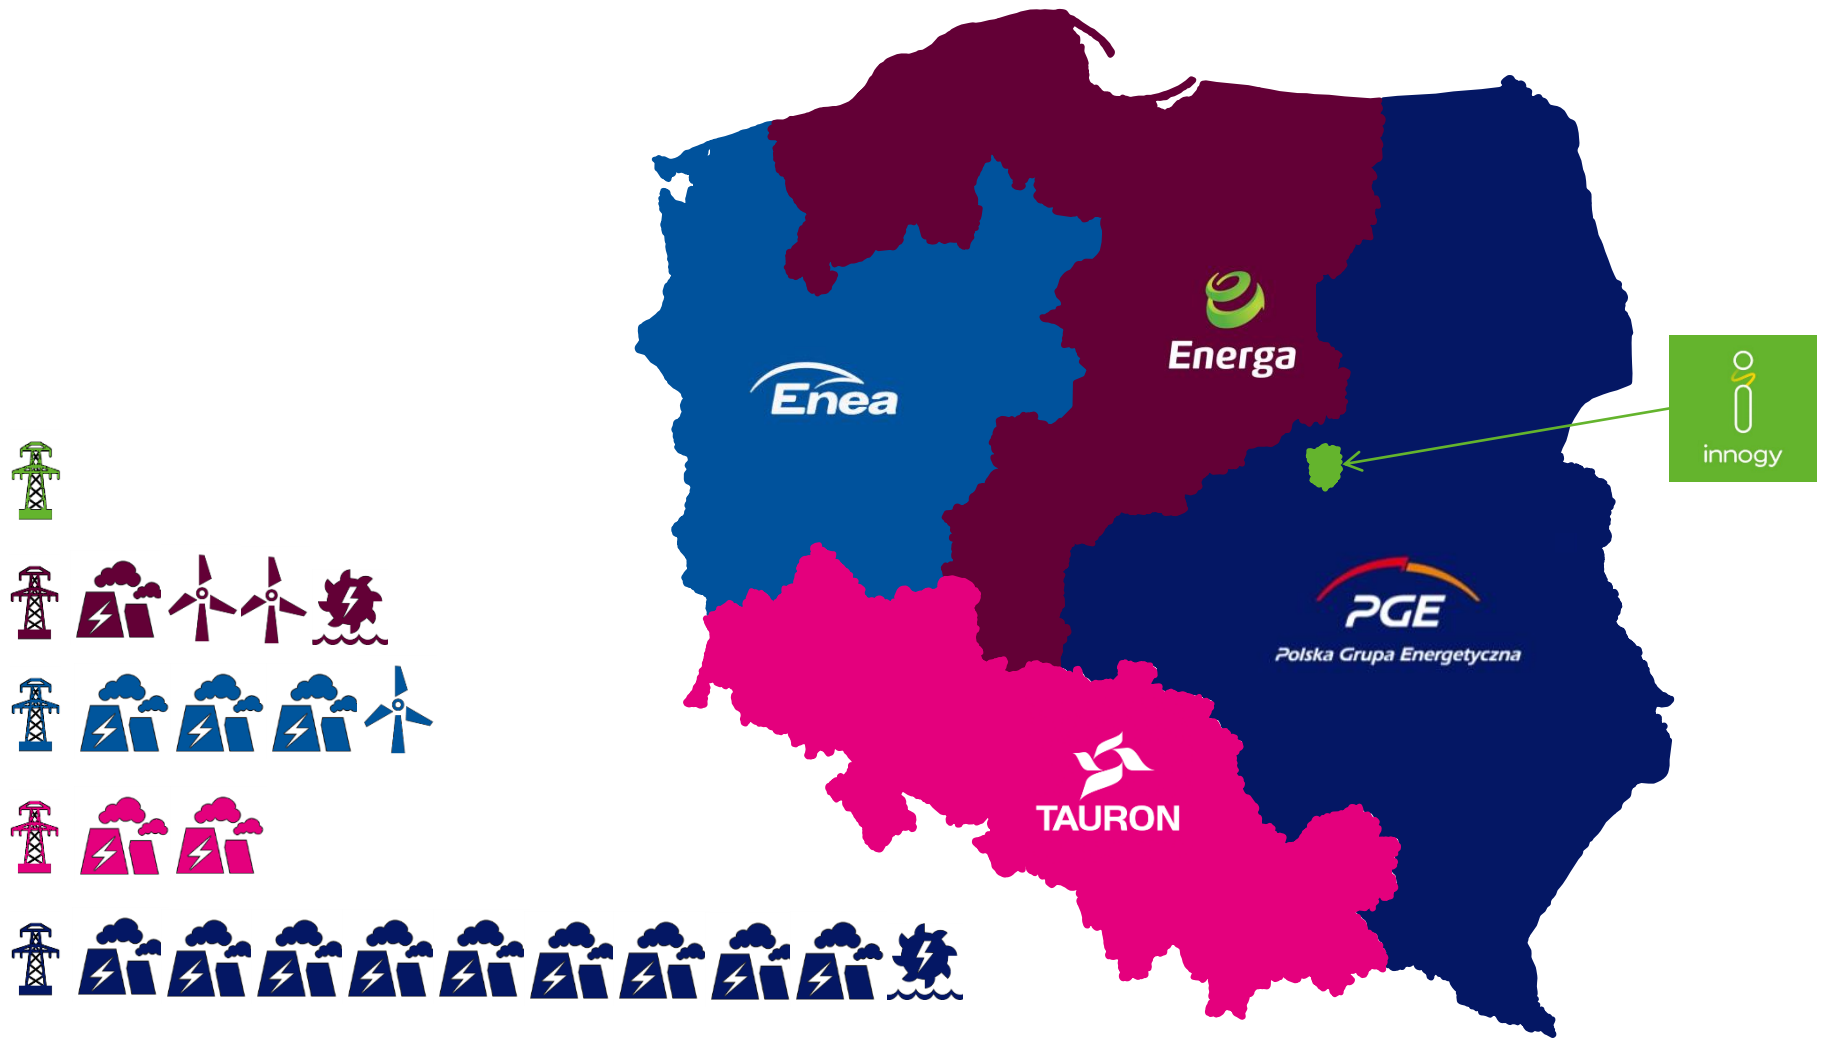 Energa
Enea
innogy
PGE
Polska Grupa Energetyczna
TAURON